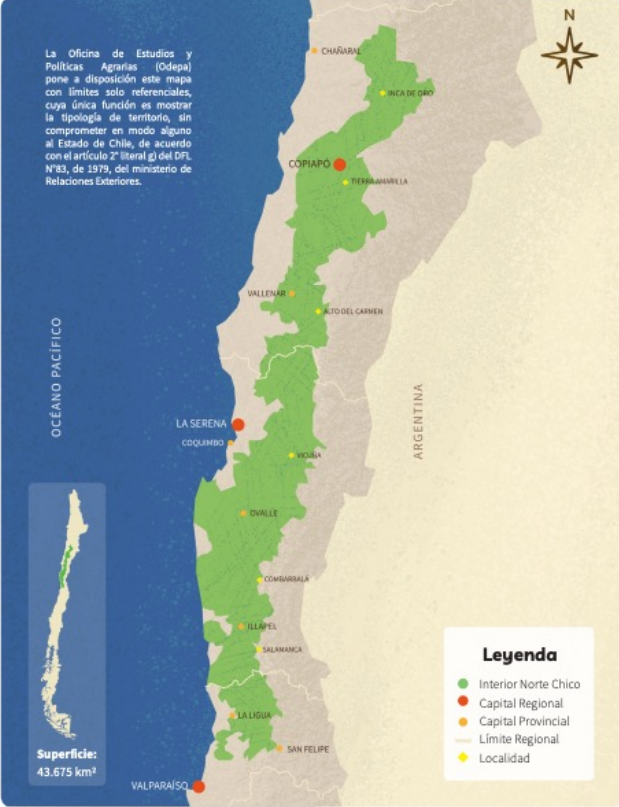 La Oficina de Estudios y
Políticas Agrarias (Odepa)
pone a disposición este mapa
con límites solo referenciales,
cuya única función es mostrar
la tipología de territorio, sin
comprometer en modo alguno
al Estado de Chile, de acuerdo
con el artículo 2° literal g) del DFL
N°83, de 1979, del ministerio de
Relaciones Exteriores.
N
CHAÑARAL
INCA DE ORO
COPIAPÓ
TIERRA AMARILLA
VALLENAR
ALTO DEL CARMEN
OCÉANO PACÍFICO
ARGENTINA
LA SERENA
COQUIMBO
VICUÑA
OVALLE
COMBARBALÁ
ILLAPEL
SALAMANCA
LA LIGUA
SAN FELIPE
VALPARAÍSO
Superficie:
43.675 km²
Leyenda
Interior Norte Chico
Capital Regional
Capital Provincial
Límite Regional
Localidad